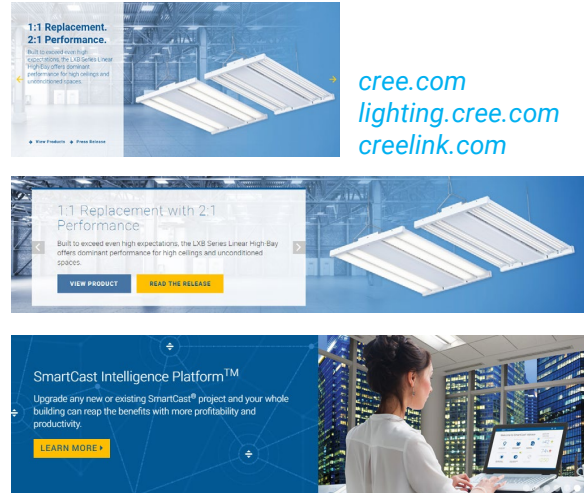 1:1 Replacement.
2:1 Performance.
Built to exceed even high
expectations, the LXB Series Linear
High-Bay offers dominant
performance for high ceilings and
unconditioned spaces.
View Products
Press Release
cree.com
lighting.cree.com
creelink.com
1:1 Replacement with 2:1
Performance
Built to exceed even high expectations, the LXB Series Linear High-Bay
offers dominant performance for high ceilings and unconditioned
spaces.
VIEW PRODUCT
READ THE RELEASE
SmartCast Intelligence Platform™
Upgrade any new or existing SmartCast® project and your whole
building can reap the benefits with more profitability and
productivity.
LEARN MORE